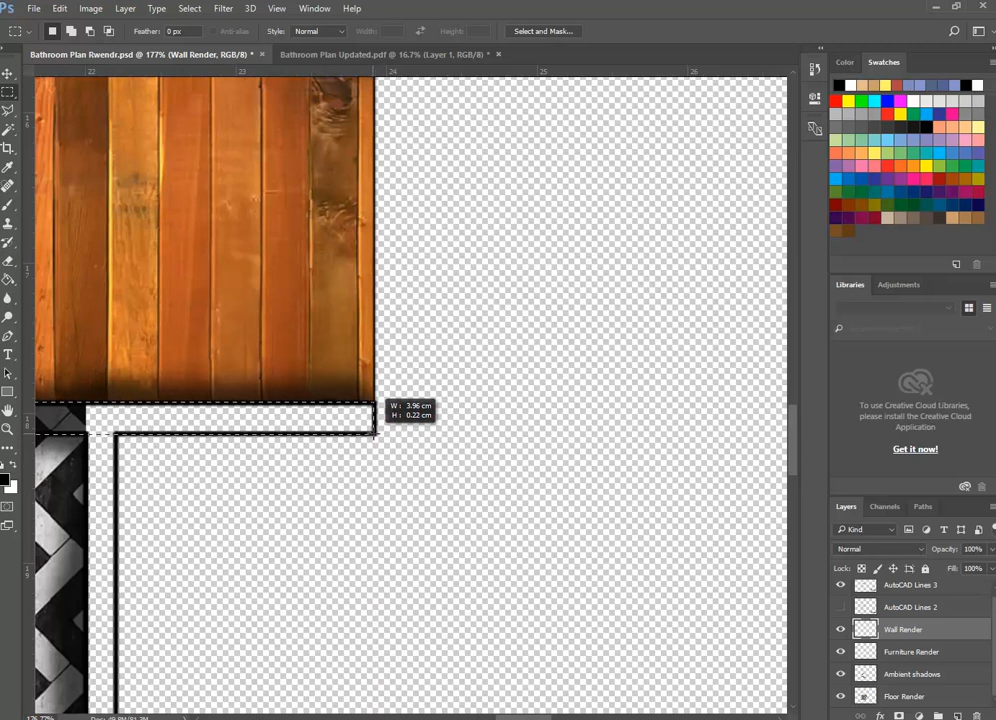 Ps File Edit Image Layer Type Select Filter 3D View Window Help
Feather: 0 px Anti-alias Style: Normal Width: Height: Select and Mask...
Bathroom Plan Rwendr.psd @ 177% (Wall Render, RGB/8) * × Bathroom Plan Updated.pdf @ 16.7% (Layer 1, RGB/8) * ×
22 23 24 25 26
Color Swatches
16
17
18
19
W: 3.96 cm
H: 0.22 cm
Libraries Adjustments
To use Creative Cloud Libraries,
please install the Creative Cloud
Application
Get it now!
Layers Channels Paths
Kind
Normal Opacity: 100%
Lock: Fill: 100%
AutoCAD Lines 3
AutoCAD Lines 2
Wall Render
Furniture Render
Ambient shadows
Floor Render
fx
T